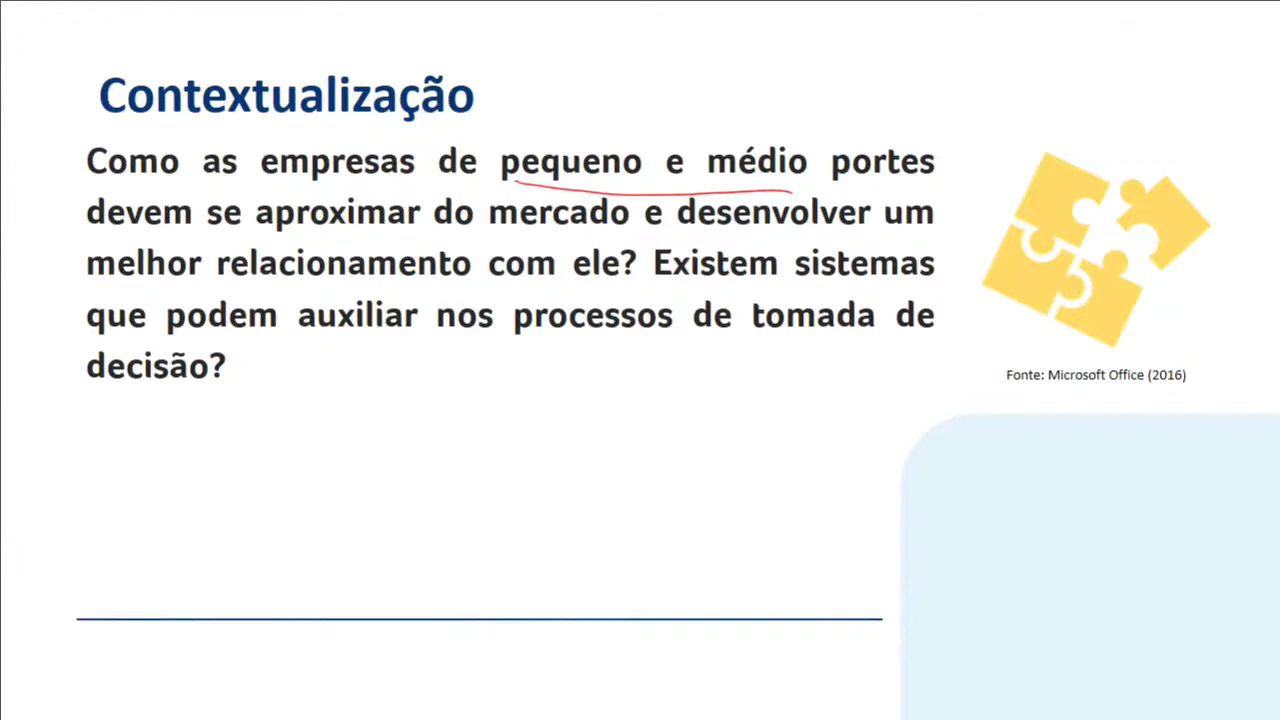 Contextualização
Como as empresas de pequeno e médio portes
devem se aproximar do mercado e desenvolver um
melhor relacionamento com ele? Existem sistemas
que podem auxiliar nos processos de tomada de
decisão?
Fonte: Microsoft Office (2016)